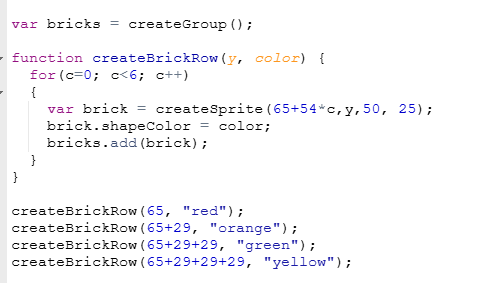 var bricks = createGroup();
function createBrickRow(y, color) {
for(c=0; c<6; c++)
{
var brick = createSprite(65+54*c,y,50, 25);
brick.shapeColor = color;
bricks.add(brick);
}
}
createBrickRow(65, "red");
createBrickRow(65+29, "orange");
createBrickRow(65+29+29, "green");
createBrickRow(65+29+29+29, "yellow");